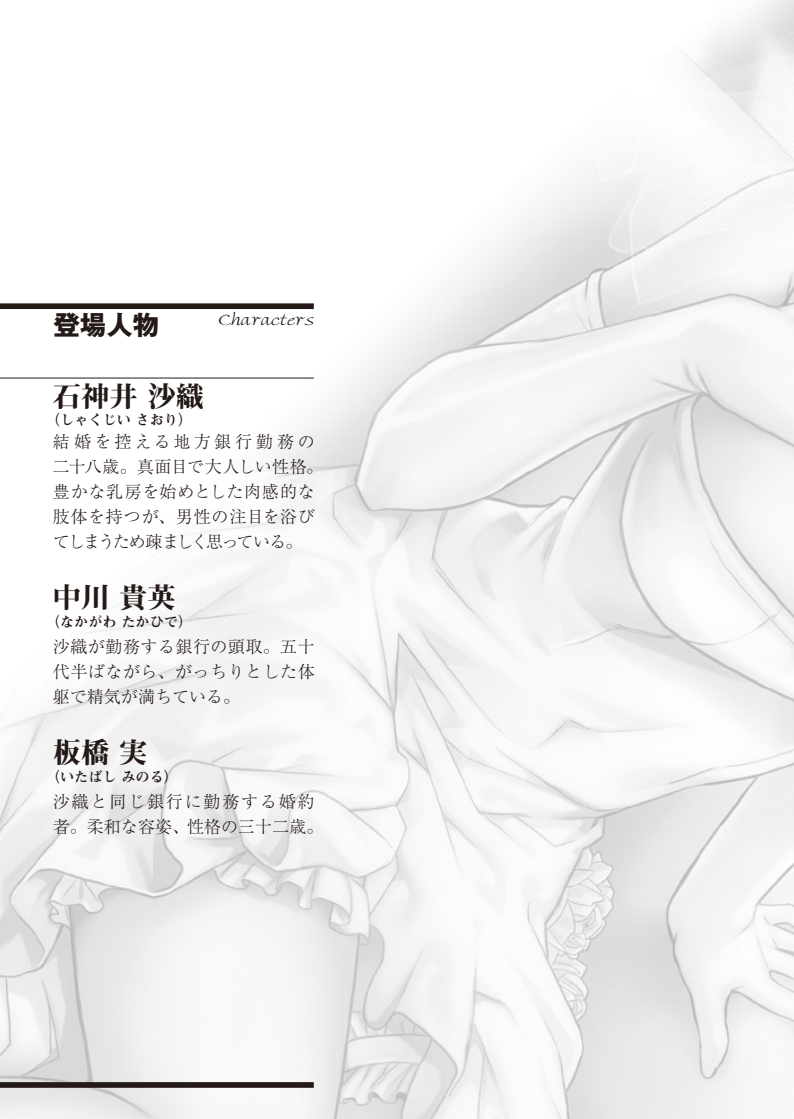 登場人物
Characters
石神井 沙織
(しゃくじい さおり)
結婚を控える地方銀行勤務の
二十八歳。真面目で大人しい性格。
豊かな乳房を始めとした肉感的な
肢体を持つが、男性の注目を浴び
てしまうため疎ましく思っている。
中川 貴英
(なかがわ たかひで)
沙織が勤務する銀行の頭取。五十
代半ばながら、がっちりとした体
躯で精気が満ちている。
板橋 実
(いたばし みのる)
沙織と同じ銀行に勤務する婚約
者。柔和な容姿、性格の三十二歳。